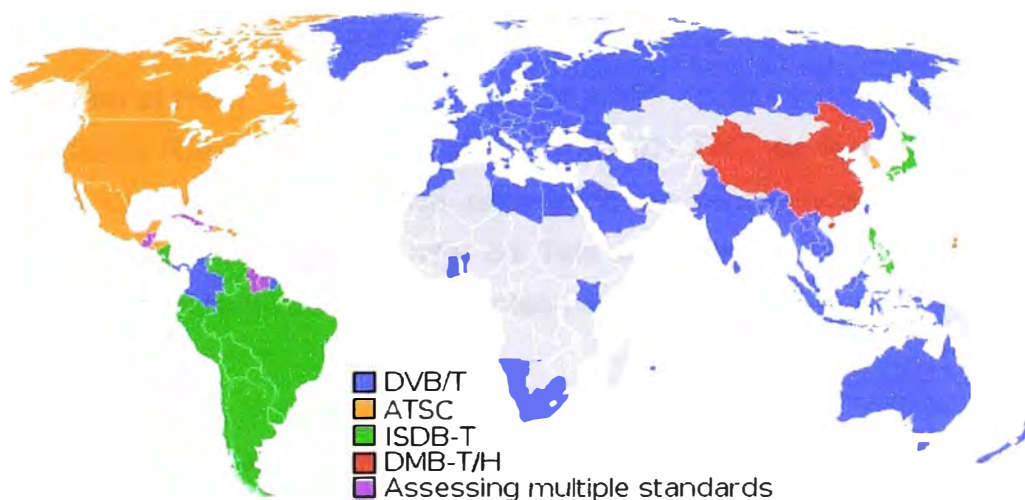 DVB/T
ATSC
ISDB-T
DMB-T/H
Assessing multiple standards